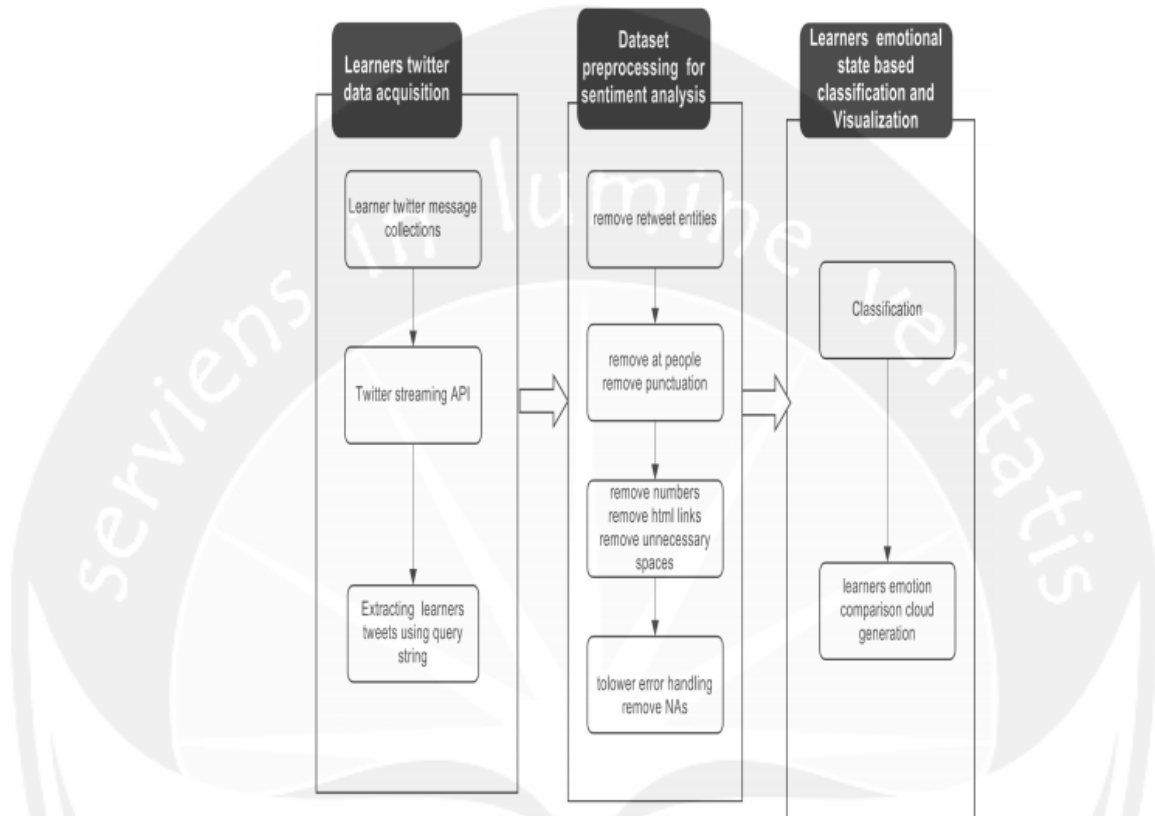 Learners twitter
data acquisition
Learner twitter message
collections
Twitter streaming API
Extracting learners
tweets using query
string
Dataset
preprocessing for
sentiment analysis
remove retweet entities
remove at people
remove punctuation
remove numbers
remove html links
remove unnecessary
spaces
tolower error handling
remove NAs
Learners emotional
state based
classification and
Visualization
Classification
learners emotion
comparison cloud
generation
serviens in lumine veritatis